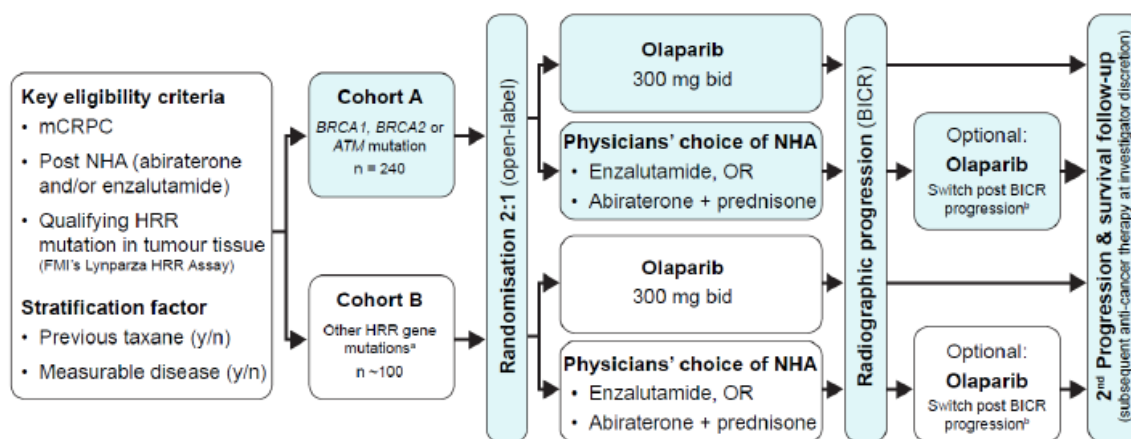 Key eligibility criteria
• mCRPC
• Post NHA (abiraterone
and/or enzalutamide)
• Qualifying HRR
mutation in tumour tissue
(FMI's Lynparza HRR Assay)
Stratification factor
• Previous taxane (y/n)
• Measurable disease (y/n)
Cohort A
BRCA1, BRCA2 or
ATM mutation
n = 240
Cohort B
Other HRR gene
mutationsᵃ
n ~100
Randomisation 2:1 (open-label)
Olaparib
300 mg bid
Physicians' choice of NHA
• Enzalutamide, OR
• Abiraterone + prednisone
Olaparib
300 mg bid
Physicians' choice of NHA
• Enzalutamide, OR
• Abiraterone + prednisone
Radiographic progression (BICR)
Optional:
Olaparib
Switch post BICR
progressionᵇ
Optional:
Olaparib
Switch post BICR
progressionᵇ
2ⁿᵈ Progression & survival follow-up
(subsequent anti-cancer therapy at investigator discretion)